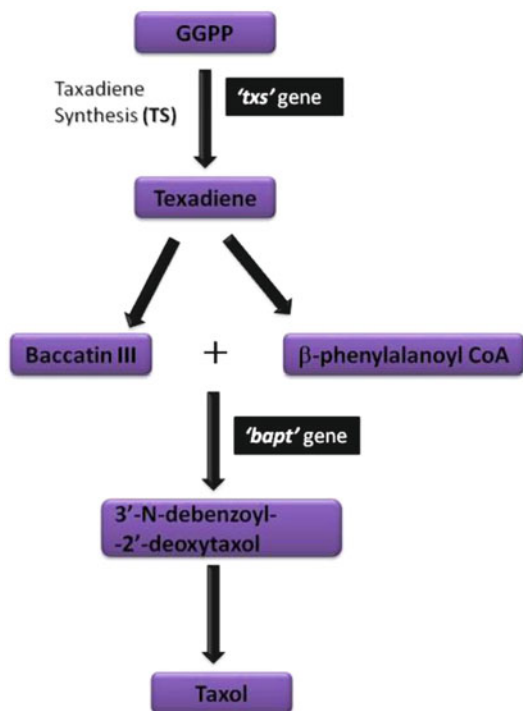 GGPP
Taxadiene
Synthesis (TS)
'txs' gene
Texadiene
Baccatin III
+
β-phenylalanoyl CoA
'bapt' gene
3'-N-debenzoyl-
-2'-deoxytaxol
Taxol